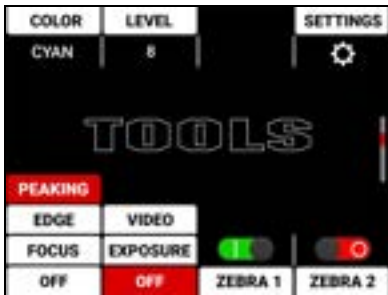 COLOR LEVEL SETTINGS
CYAN 8
TOOLS
PEAKING
EDGE VIDEO
FOCUS EXPOSURE
OFF OFF ZEBRA 1 ZEBRA 2